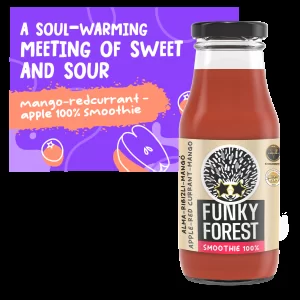 A SOUL-WARMING
MEETING OF SWEET
AND SOUR
mango-redcurrant-
apple 100% smoothie
ALMA-RIBIZLI-MANGÓ
APPLE-RED CURRANT-MANGO
FUNKY
FOREST
SMOOTHIE 100%